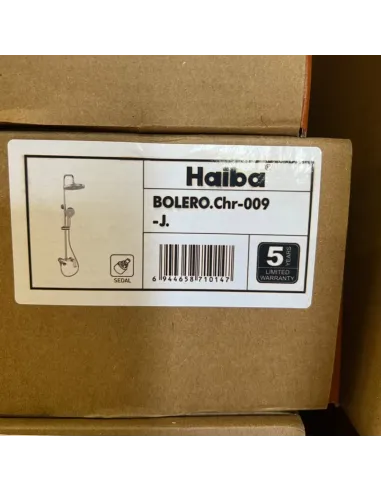 Haiba
BOLERO.Chr-009
-J.
SEDAL
6 944658 710147
5 YEARS
LIMITED
WARRANTY